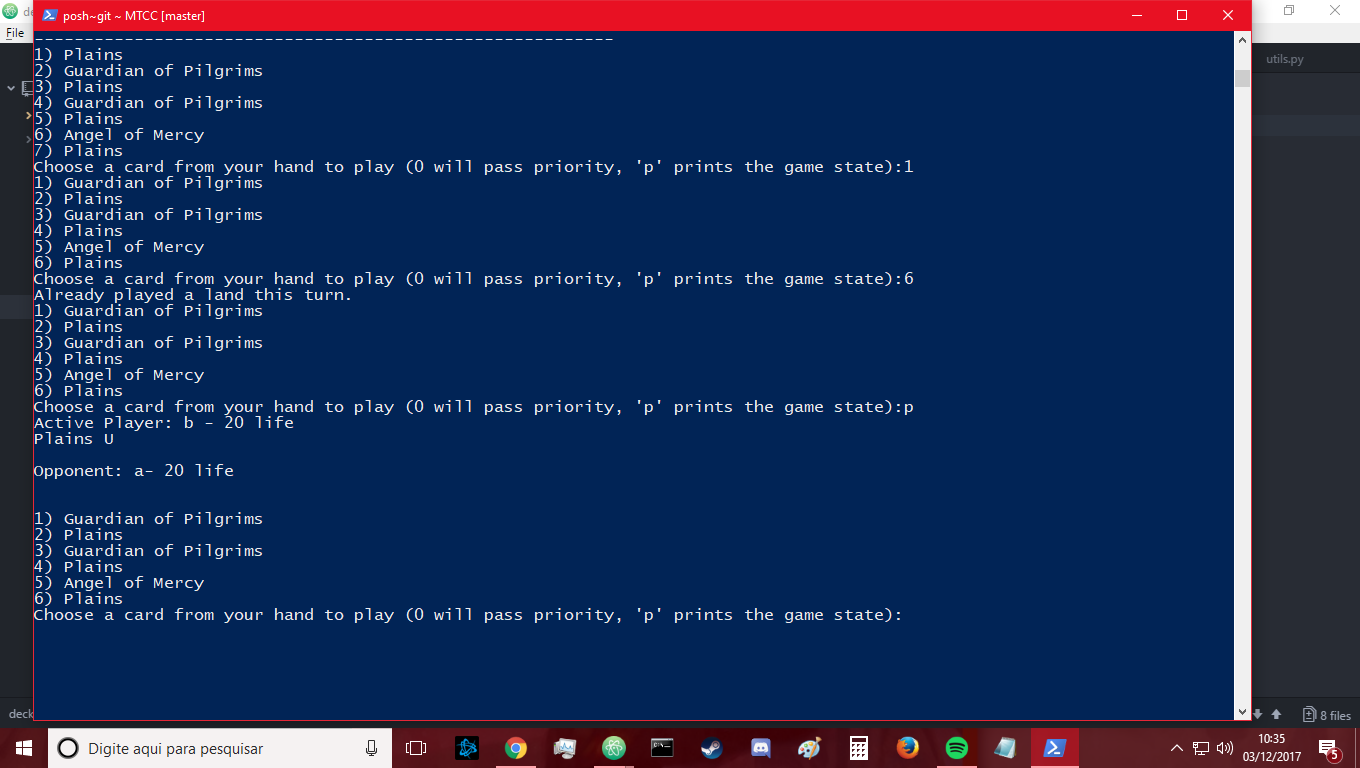 posh~git ~ MTCC [master]
File
utils.py
---------------------------------------------------------
1) Plains
2) Guardian of Pilgrims
3) Plains
4) Guardian of Pilgrims
5) Plains
6) Angel of Mercy
7) Plains
Choose a card from your hand to play (0 will pass priority, 'p' prints the game state):1
1) Guardian of Pilgrims
2) Plains
3) Guardian of Pilgrims
4) Plains
5) Angel of Mercy
6) Plains
Choose a card from your hand to play (0 will pass priority, 'p' prints the game state):6
Already played a land this turn.
1) Guardian of Pilgrims
2) Plains
3) Guardian of Pilgrims
4) Plains
5) Angel of Mercy
6) Plains
Choose a card from your hand to play (0 will pass priority, 'p' prints the game state):p
Active Player: b - 20 life
Plains U
Opponent: a- 20 life
1) Guardian of Pilgrims
2) Plains
3) Guardian of Pilgrims
4) Plains
5) Angel of Mercy
6) Plains
Choose a card from your hand to play (0 will pass priority, 'p' prints the game state):
deck
8 files
Digite aqui para pesquisar
10:35
03/12/2017
5